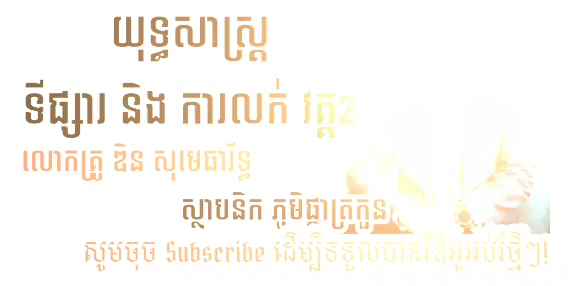 យុទ្ធសាស្ត្រ
ទីផ្សារ និង ការលក់ វគ្គ2
លោកគ្រូ ឌិន សុមេធារិទ្ធ
ស្ថាបនិក ភូមិផ្កាត្រកួន
សូមចុច Subscribe ដើម្បីទទួលបានវីដីអូអប់រំថ្មីៗ!